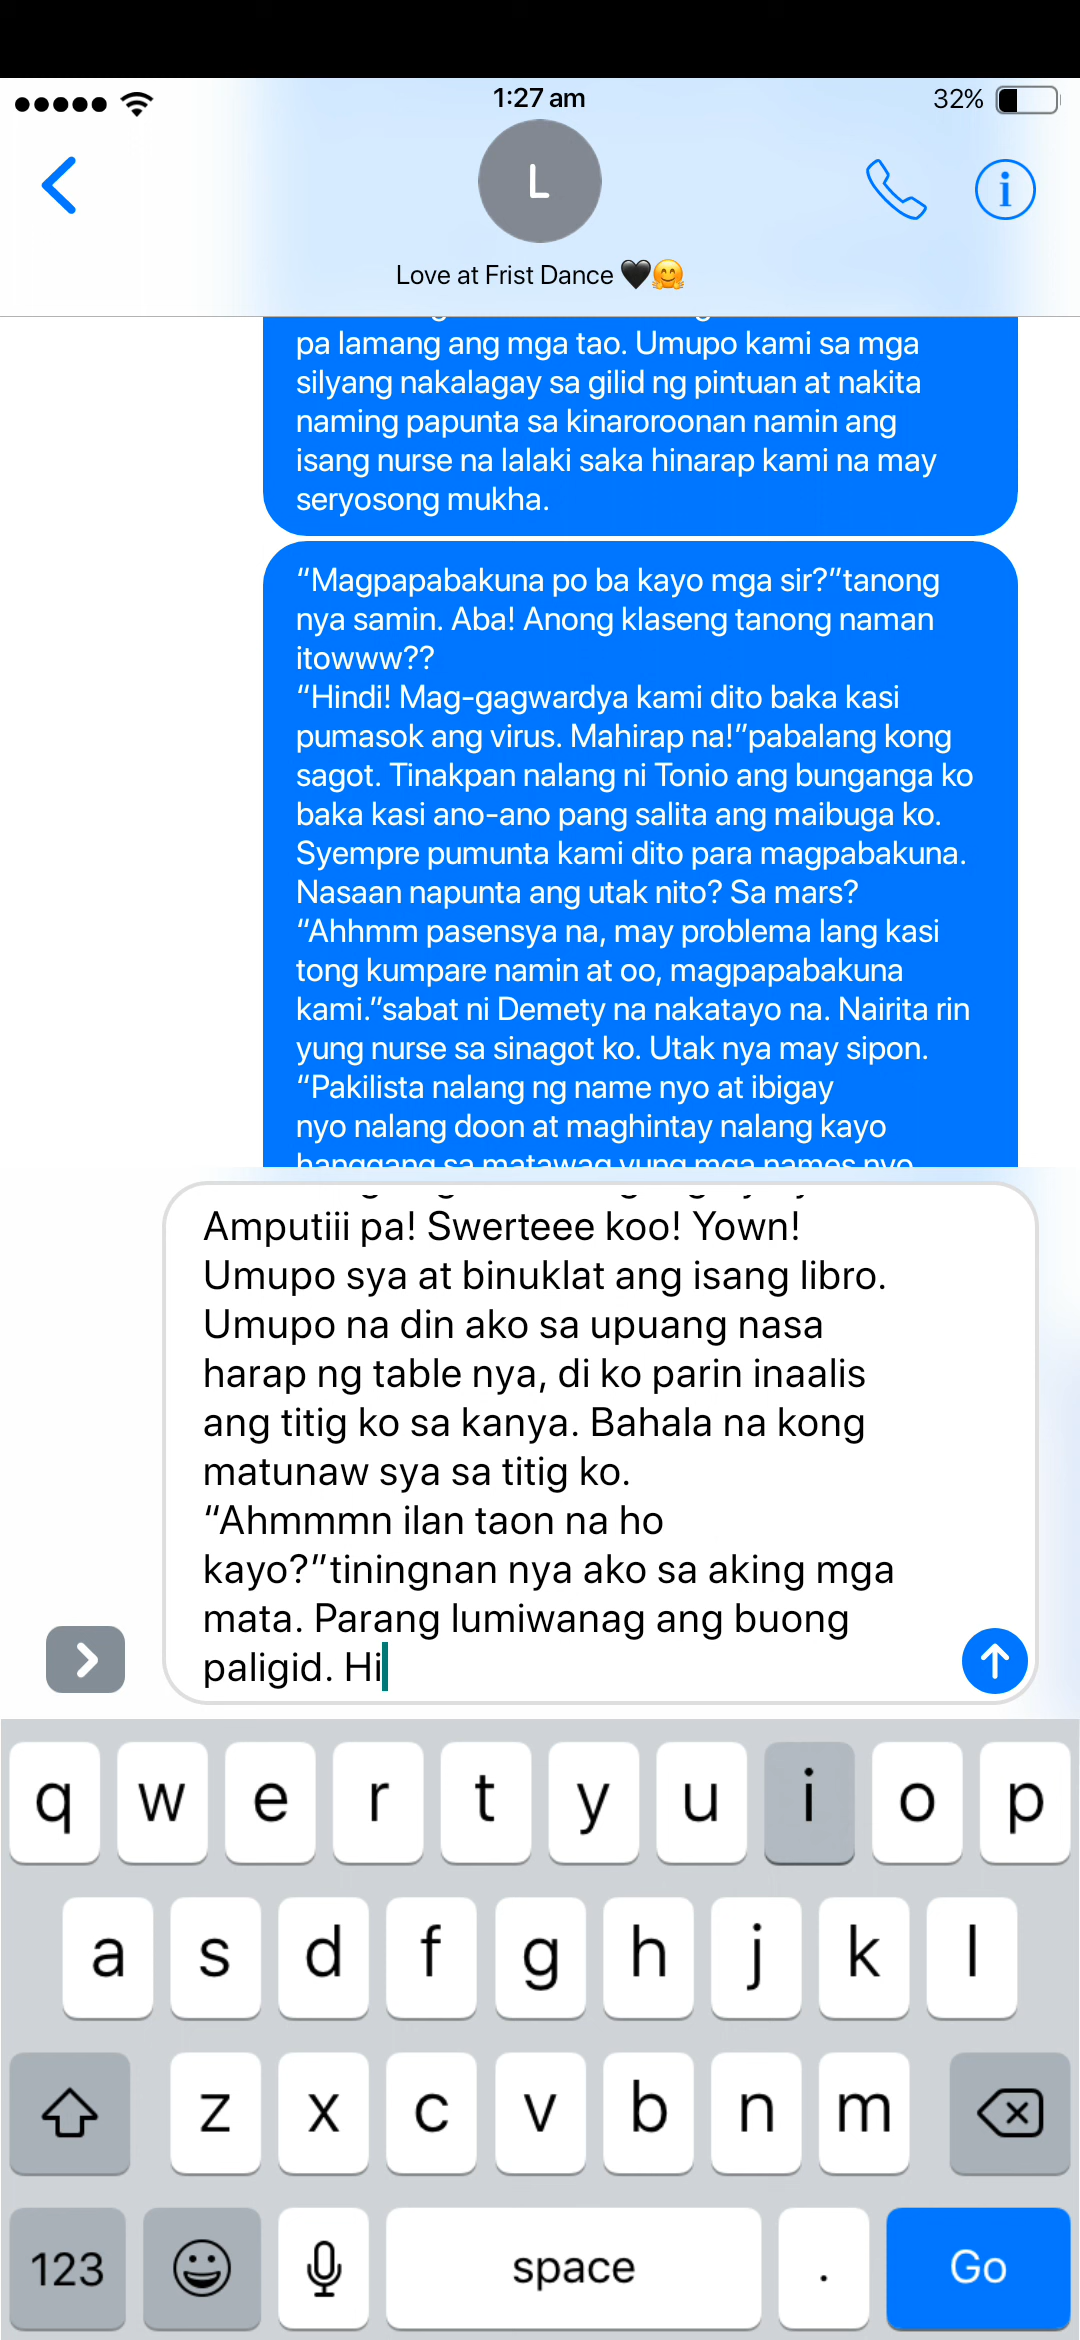 1:27 am
32%
L
Love at Frist Dance 🖤🤗
pa lamang ang mga tao. Umupo kami sa mga
silyang nakalagay sa gilid ng pintuan at nakita
naming papunta sa kinaroroonan namin ang
isang nurse na lalaki saka hinarap kami na may
seryosong mukha.
“Magpapabakuna po ba kayo mga sir?”tanong
nya samin. Aba! Anong klaseng tanong naman
itowww??
“Hindi! Mag-gagwardya kami dito baka kasi
pumasok ang virus. Mahirap na!”pabalang kong
sagot. Tinakpan nalang ni Tonio ang bunganga ko
baka kasi ano-ano pang salita ang maibuga ko.
Syempre pumunta kami dito para magpabakuna.
Nasaan napunta ang utak nito? Sa mars?
“Ahhmm pasensya na, may problema lang kasi
tong kumpare namin at oo, magpapabakuna
kami.”sabat ni Demety na nakatayo na. Nairita rin
yung nurse sa sinagot ko. Utak nya may sipon.
“Pakilista nalang ng name nyo at ibigay
nyo nalang doon at maghintay nalang kayo
hanggang sa matawag yung mga names nyo
Amputiii pa! Swerteee koo! Yown!
Umupo sya at binuklat ang isang libro.
Umupo na din ako sa upuang nasa
harap ng table nya, di ko parin inaalis
ang titig ko sa kanya. Bahala na kong
matunaw sya sa titig ko.
“Ahmmmn ilan taon na ho
kayo?”tiningnan nya ako sa aking mga
mata. Parang lumiwanag ang buong
paligid. Hi
q w e r t y u i o p
a s d f g h j k l
z x c v b n m
123 space . Go